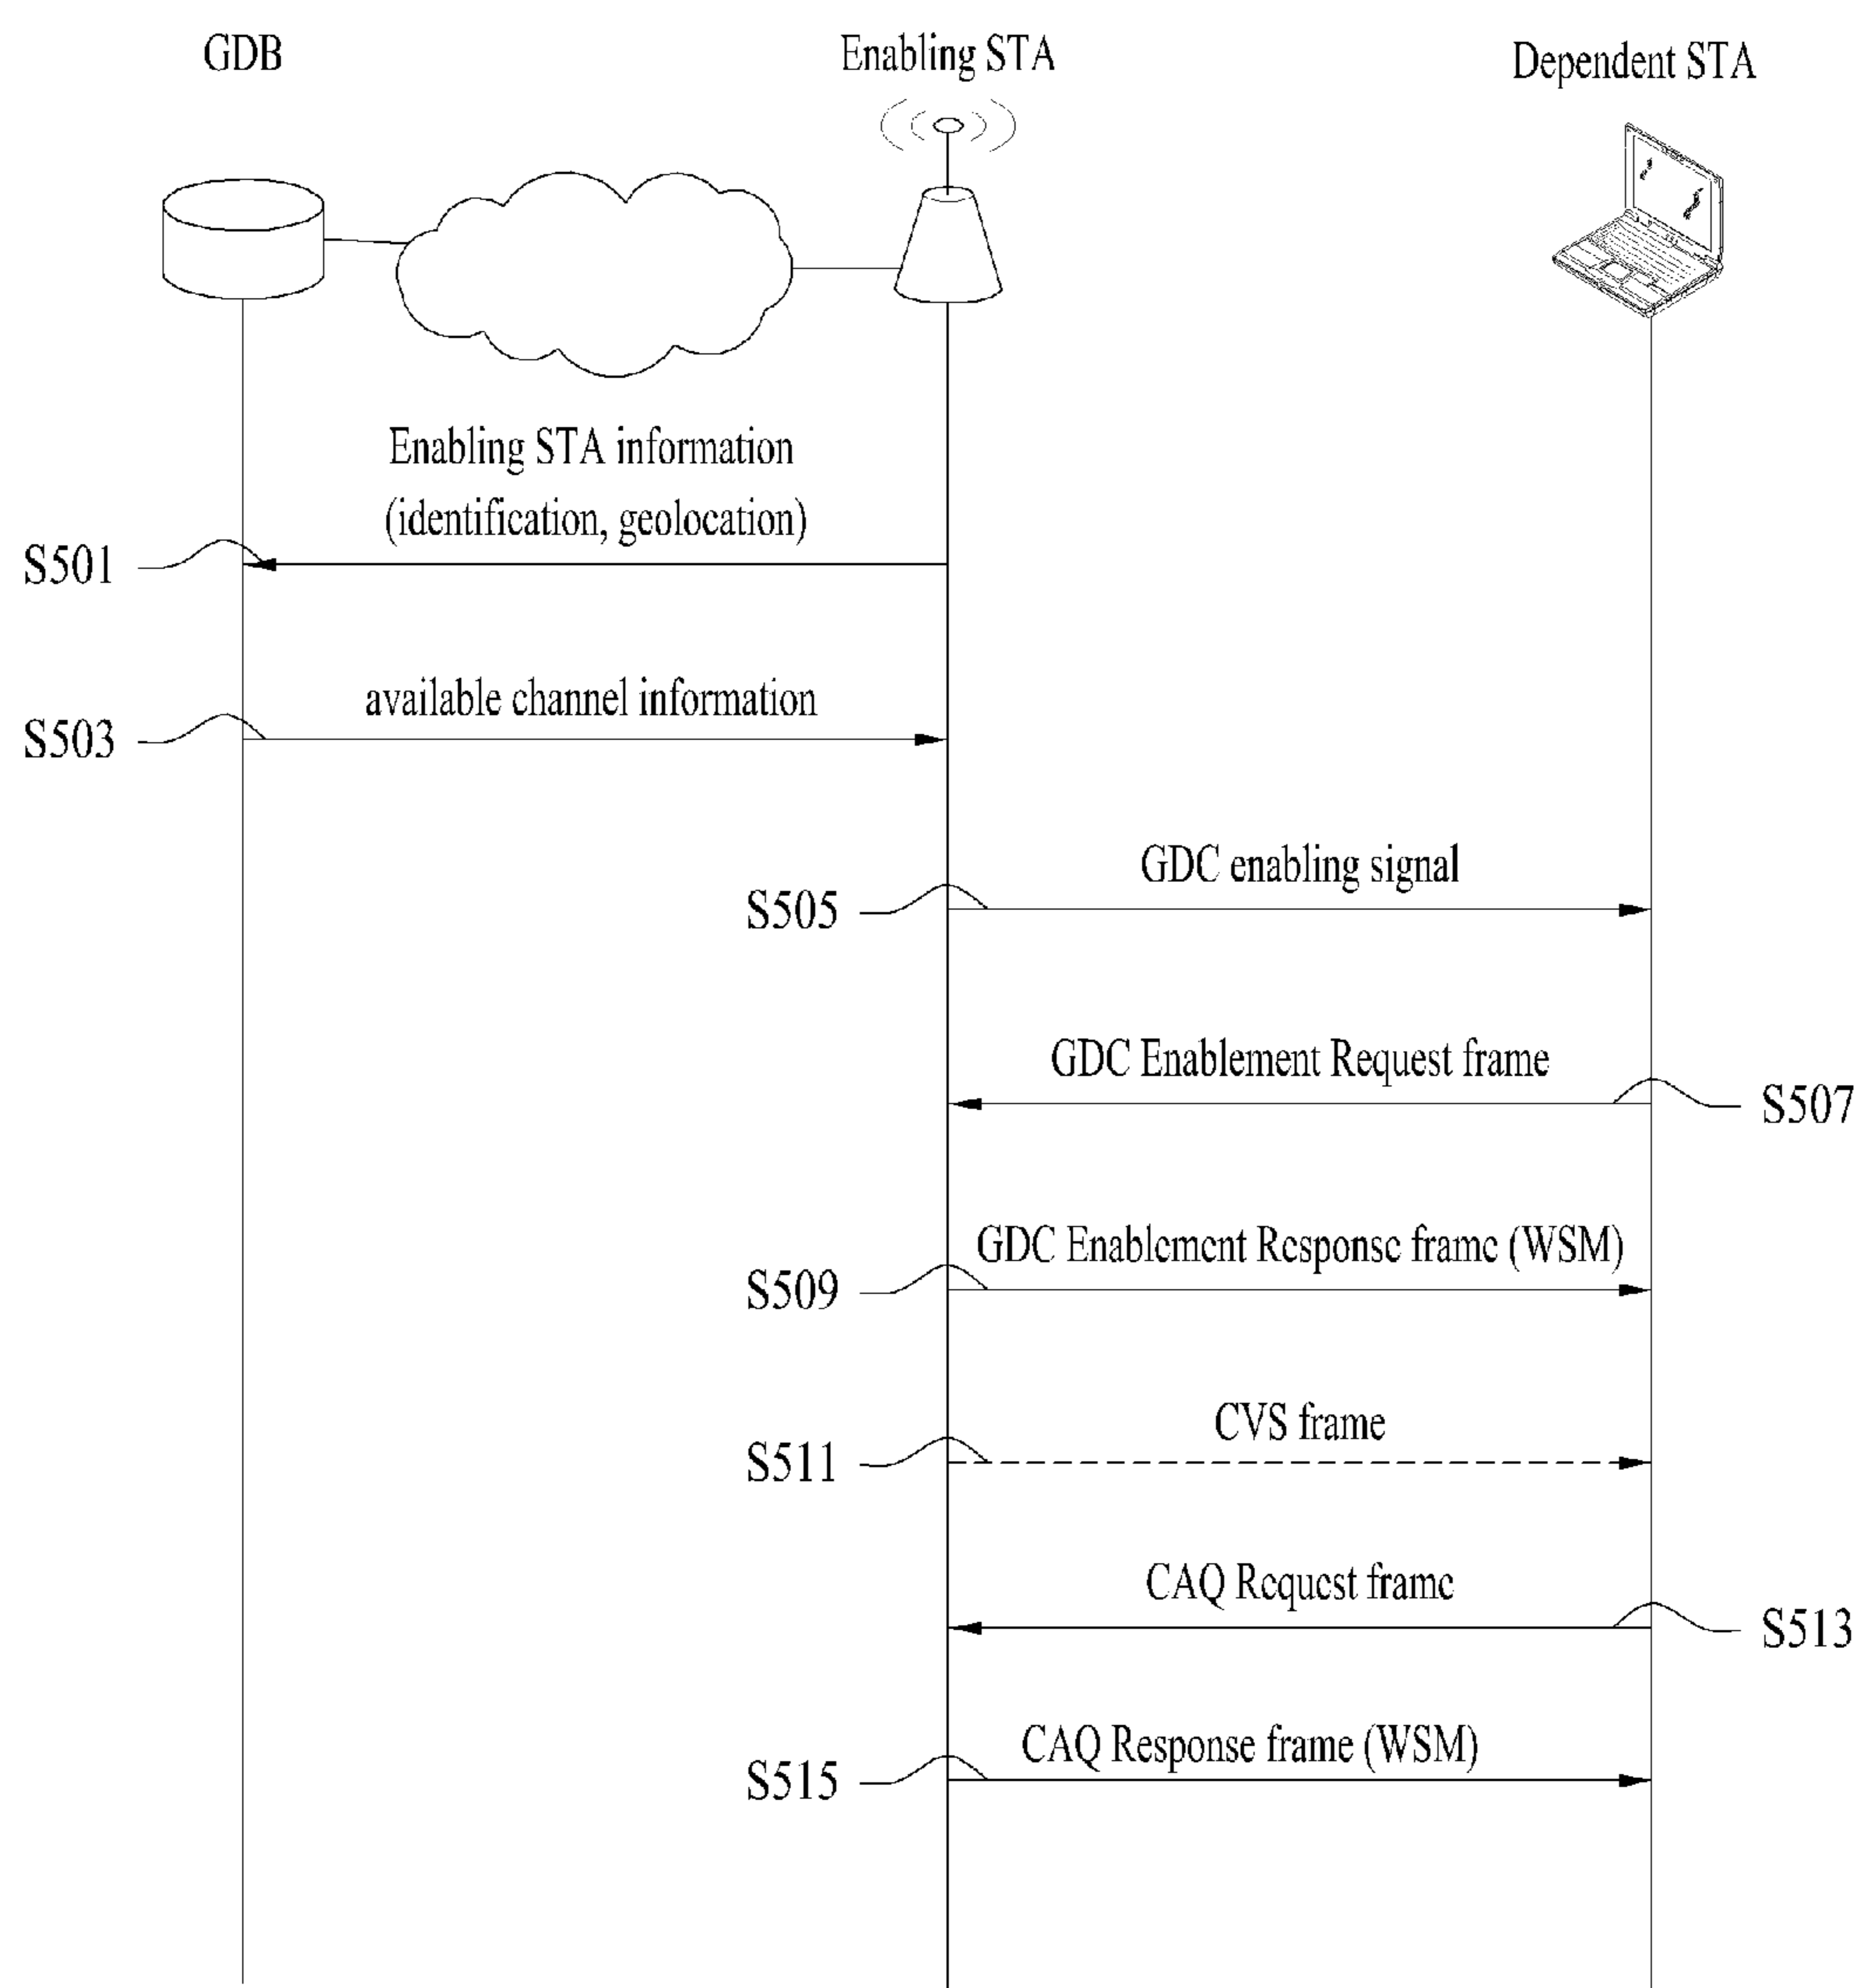 GDB
Enabling STA
Dependent STA
Enabling STA information
(identification, geolocation)
S501
available channel information
S503
GDC enabling signal
S505
GDC Enablement Request frame
S507
GDC Enablement Response frame (WSM)
S509
CVS frame
S511
CAQ Request frame
S513
CAQ Response frame (WSM)
S515